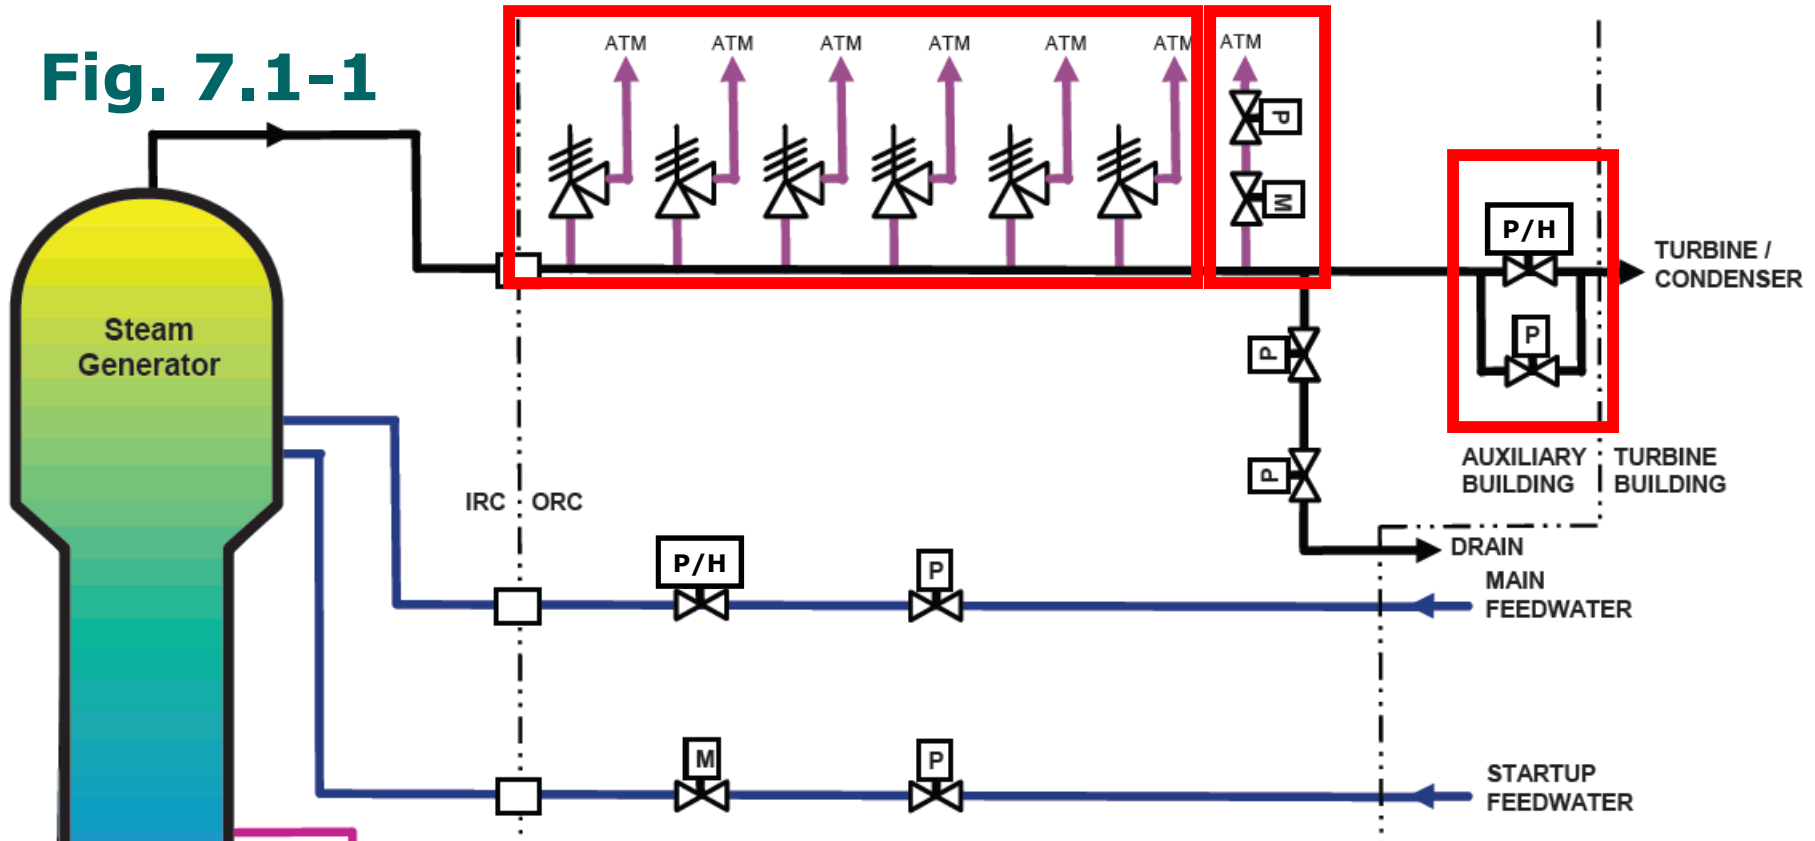 Fig. 7.1-1
ATM ATM ATM ATM ATM ATM ATM
P
M
P/H
TURBINE /
CONDENSER
P
P
Steam
Generator
P
AUXILIARY
BUILDING
TURBINE
BUILDING
IRC ORC
DRAIN
P/H
P
MAIN
FEEDWATER
M
P
STARTUP
FEEDWATER